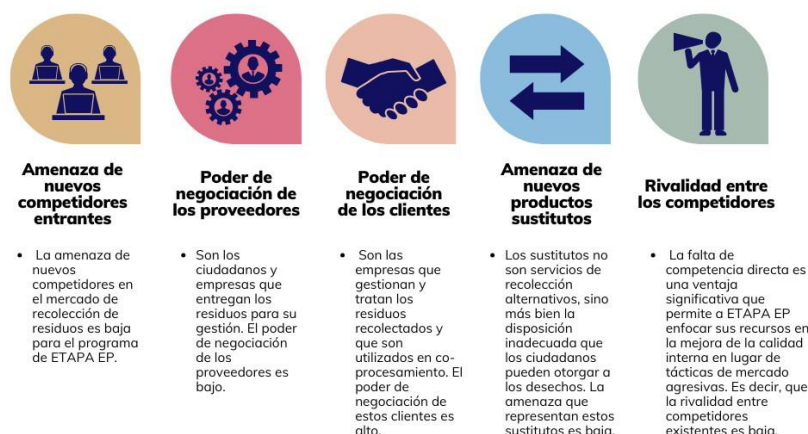 Amenaza de
nuevos
competidores
entrantes
• La amenaza de
nuevos
competidores en
el mercado de
recolección de
residuos es baja
para el programa
de ETAPA EP.
Poder de
negociación de
los proveedores
• Son los
ciudadanos y
empresas que
entregan los
residuos para su
gestión. El poder
de negociación
de los
proveedores es
bajo.
Poder de
negociación
de los clientes
• Son las
empresas que
gestionan y
tratan los
residuos
recolectados y
que son
utilizados en co-
procesamiento. El
poder de
negociación de
estos clientes es
alto.
Amenaza de
nuevos
productos
sustitutos
• Los sustitutos no
son servicios de
recolección
alternativos, sino
más bien la
disposición
inadecuada que
los ciudadanos
pueden otorgar a
los desechos. La
amenaza que
representan estos
sustitutos es baja.
Rivalidad entre
los competidores
• La falta de
competencia directa es
una ventaja
significativa que
permite a ETAPA EP
enfocar sus recursos en
la mejora de la calidad
interna en lugar de
tácticas de mercado
agresivas. Es decir, que
la rivalidad entre
competidores
existentes es baja.